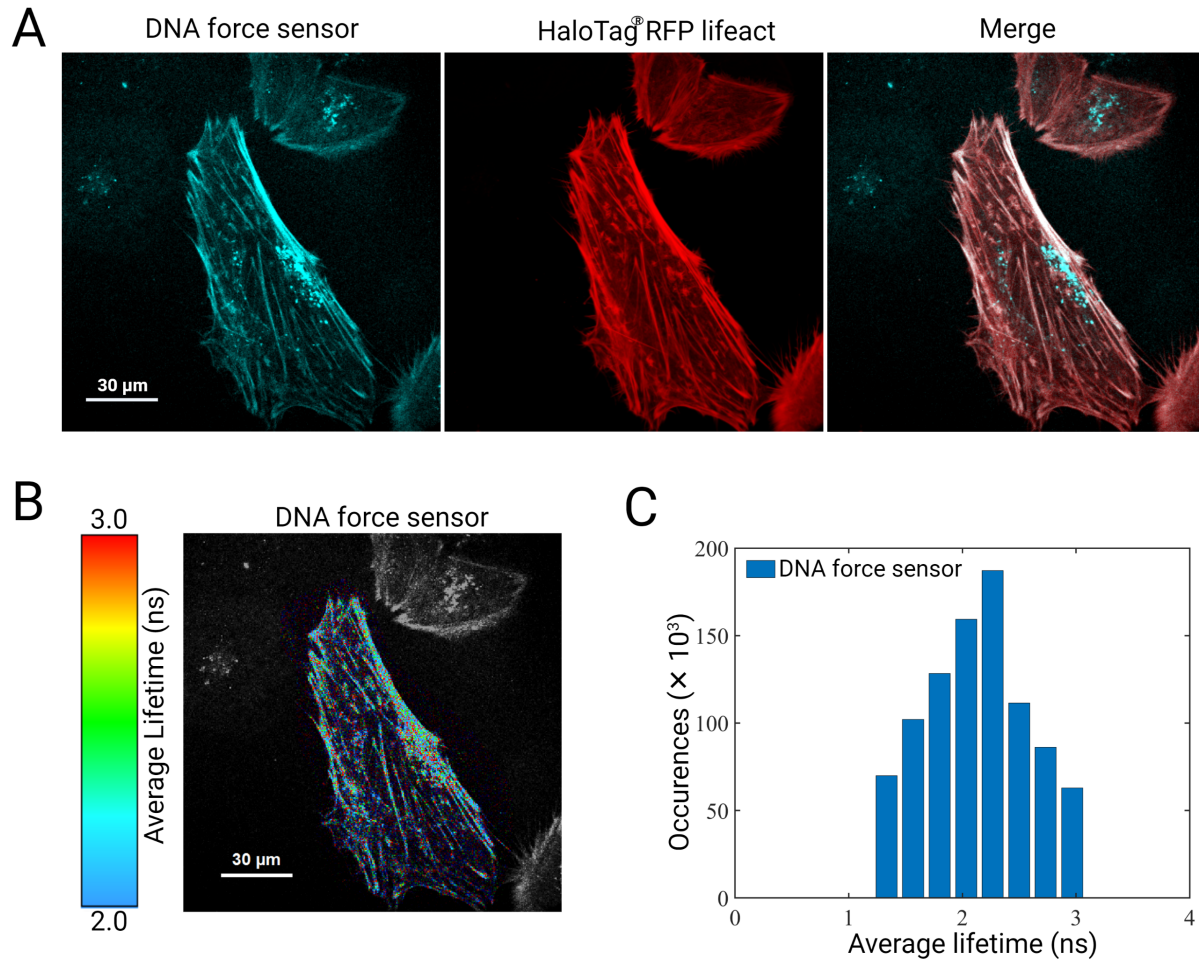 A
DNA force sensor
HaloTag® RFP lifeact
Merge
30 µm
B
DNA force sensor
3.0
Average Lifetime (ns)
2.0
30 µm
C
DNA force sensor
Occurences (× 10³)
200
150
100
50
0
0 1 2 3 4
Average lifetime (ns)